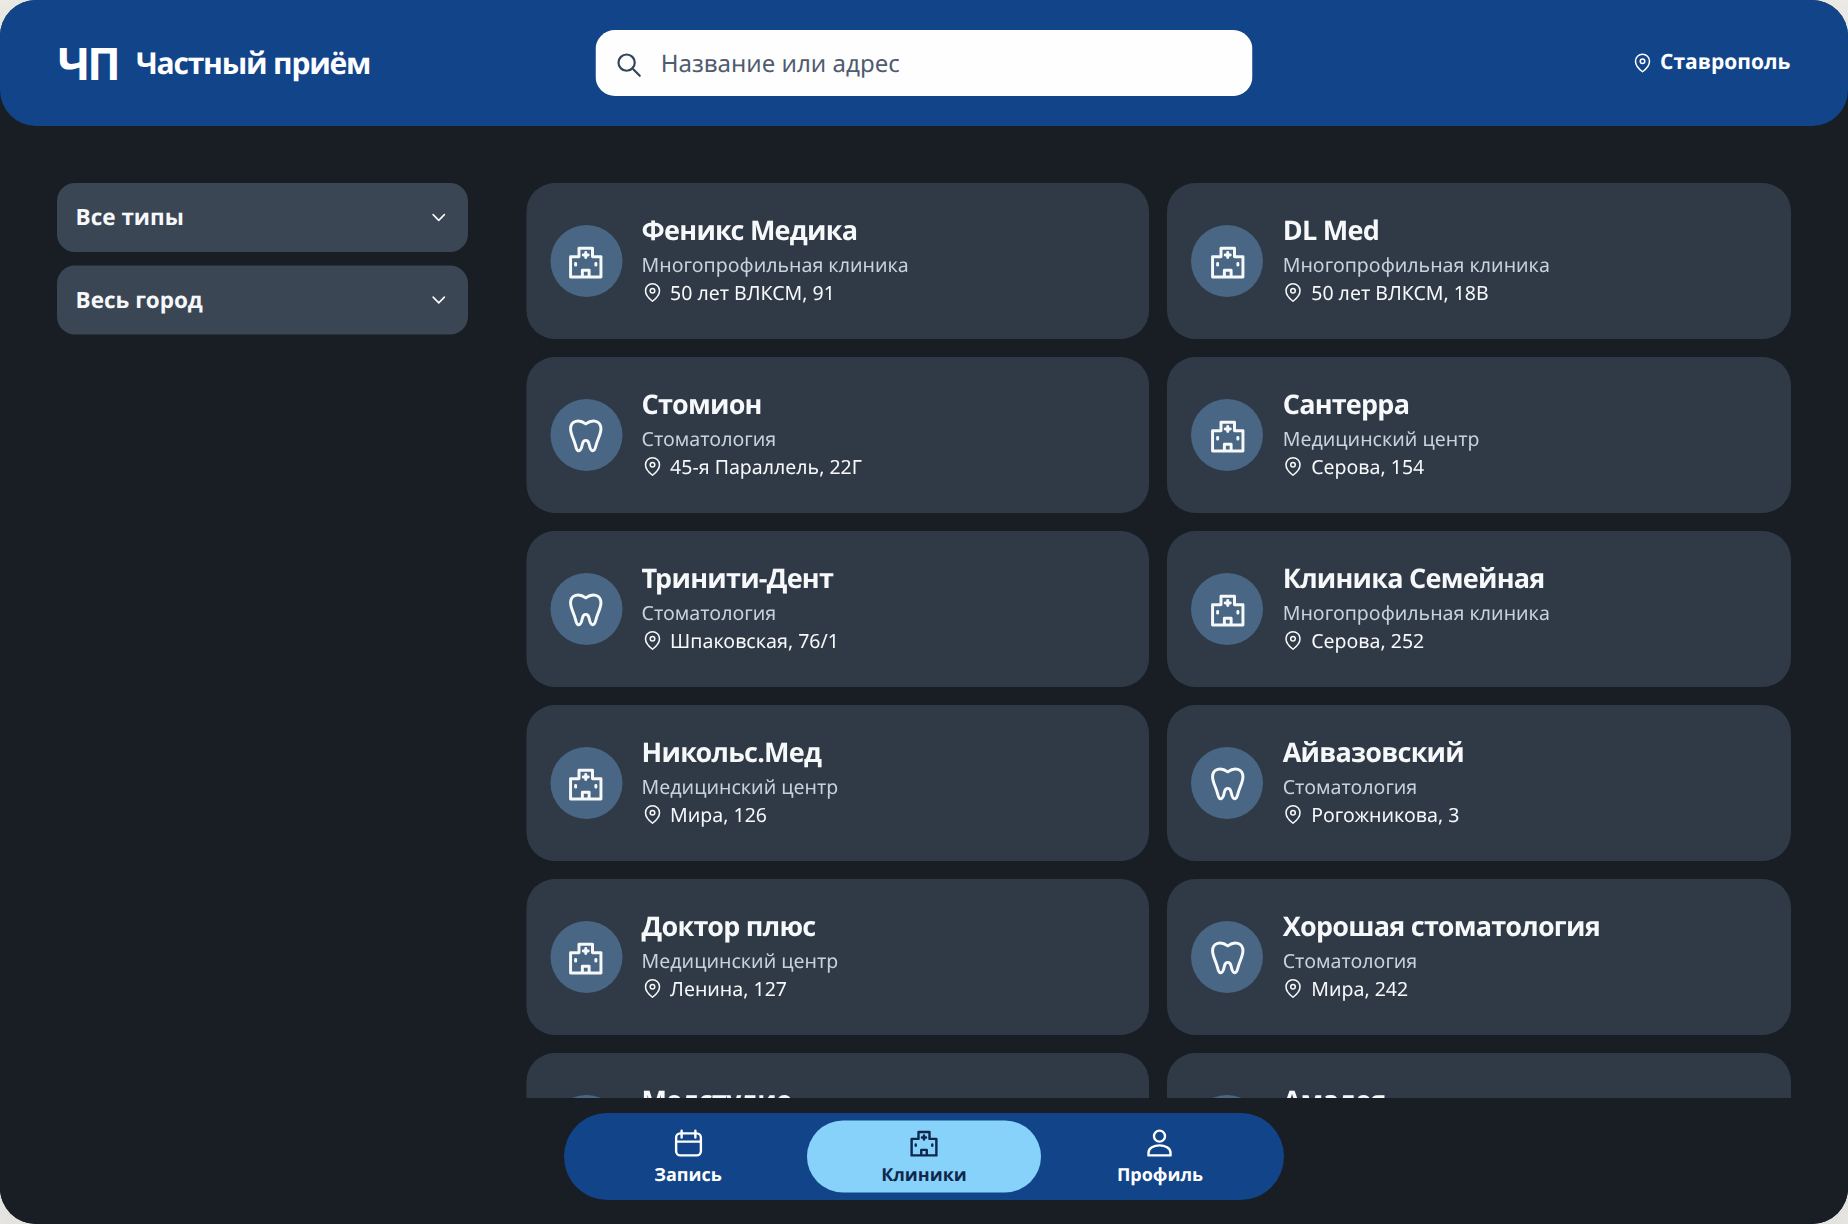 ЧП Частный приём
Название или адрес
Ставрополь
Все типы
Весь город
Феникс Медика
Многопрофильная клиника
50 лет ВЛКСМ, 91
DL Med
Многопрофильная клиника
50 лет ВЛКСМ, 18В
Стомион
Стоматология
45-я Параллель, 22Г
Сантерра
Медицинский центр
Серова, 154
Тринити-Дент
Стоматология
Шпаковская, 76/1
Клиника Семейная
Многопрофильная клиника
Серова, 252
Никольс.Мед
Медицинский центр
Мира, 126
Айвазовский
Стоматология
Рогожникова, 3
Доктор плюс
Медицинский центр
Ленина, 127
Хорошая стоматология
Стоматология
Мира, 242
Запись
Клиники
Профиль